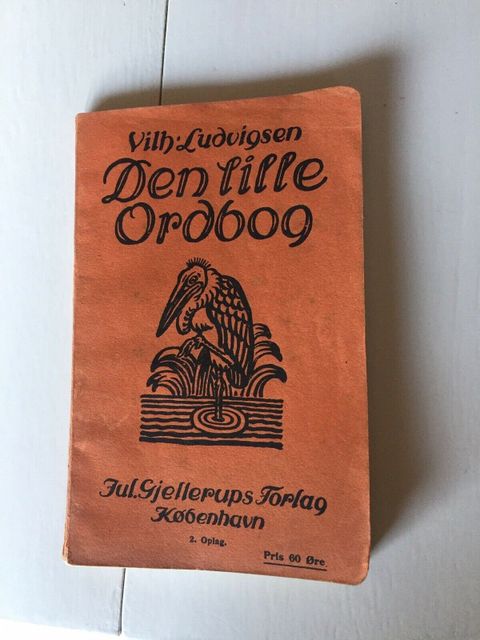 Vilh. Ludvigsen
Den lille
Ordbog
Jul. Gjellerups Forlag
København
2. Oplag.
Pris 60 Øre.